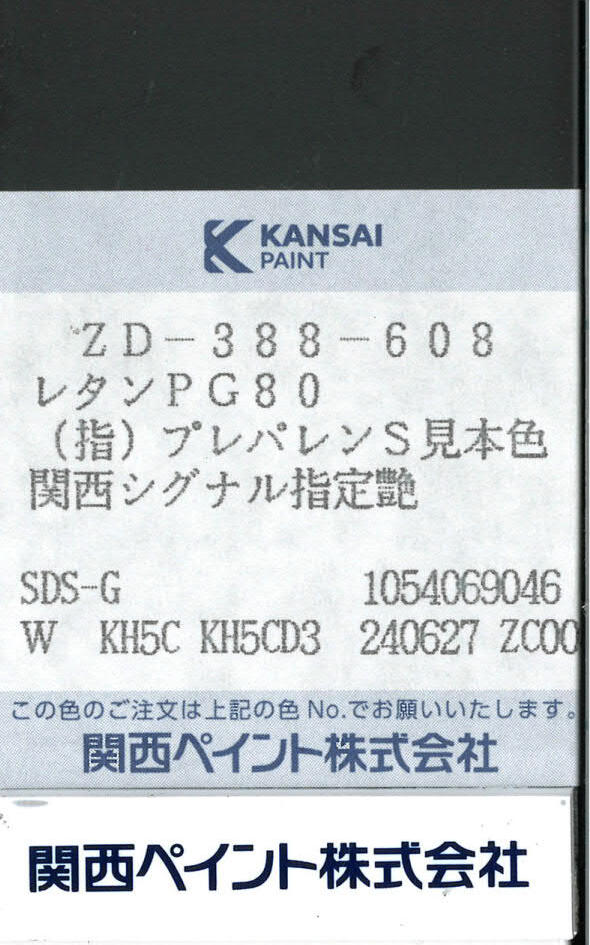 KANSAI
PAINT
ZD-388-608
レタンPG80
(指)プレパレンS見本色
関西シグナル指定艶
SDS-G 1054069046
W KH5C KH5CD3 240627 ZC00
この色のご注文は上記の色No.でお願いいたします。
関西ペイント株式会社
関西ペイント株式会社